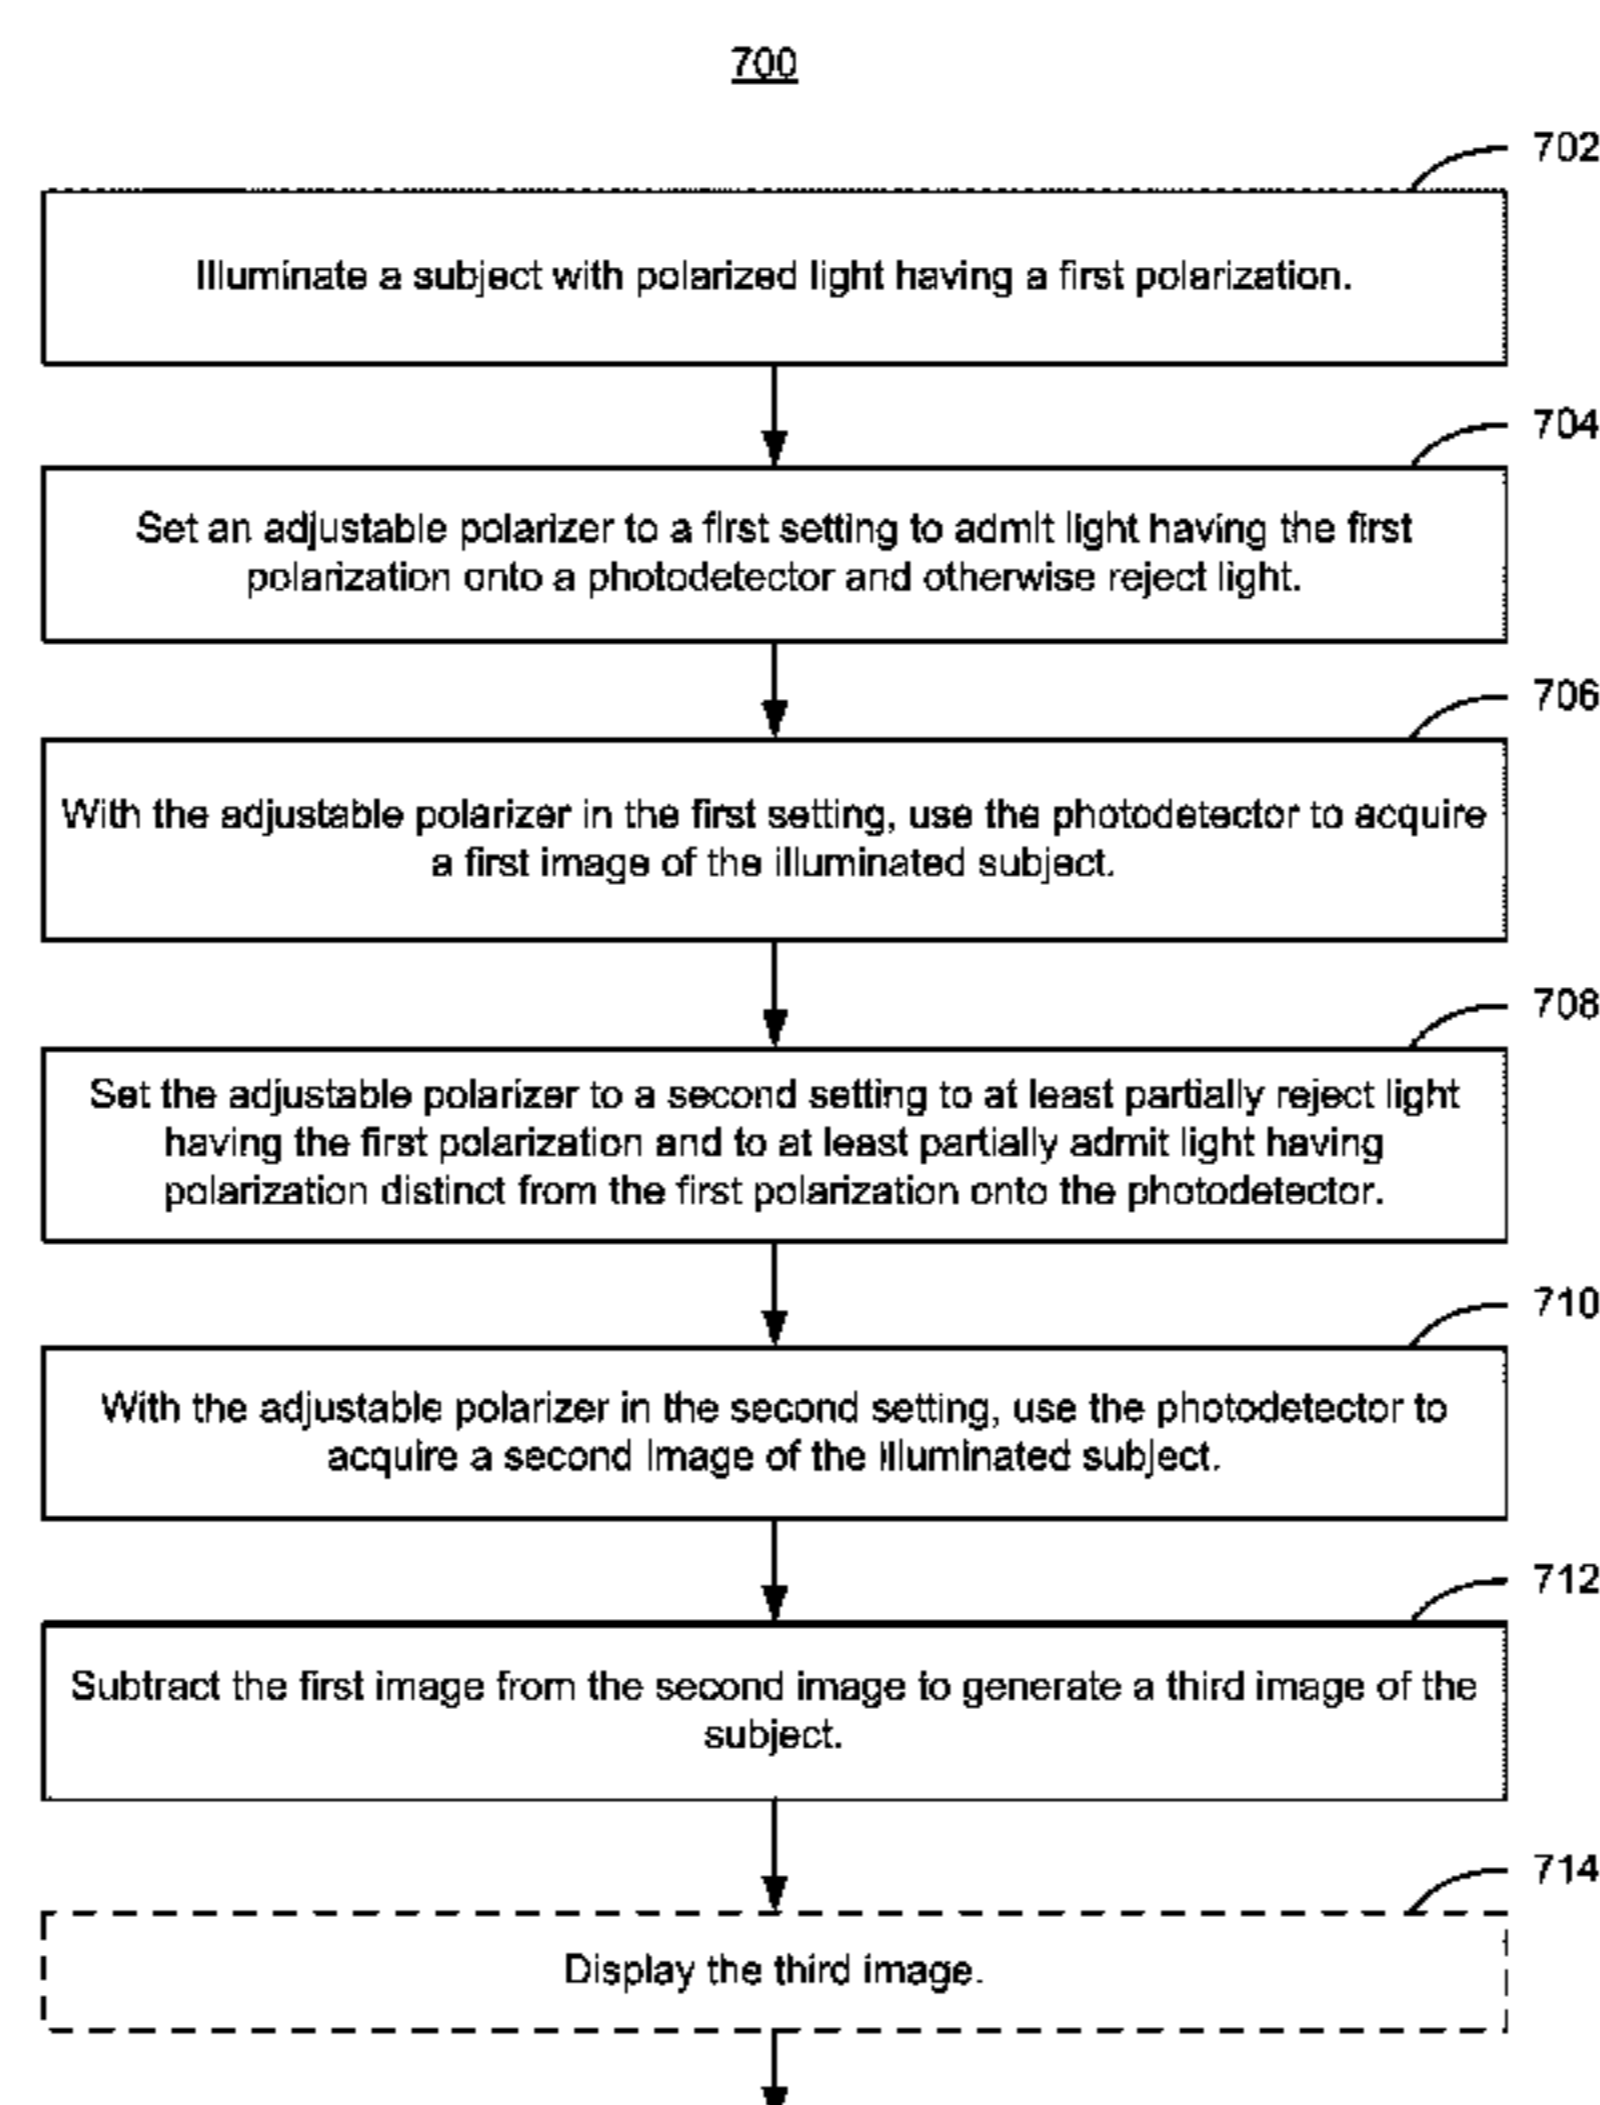 700
702
Illuminate a subject with polarized light having a first polarization.
704
Set an adjustable polarizer to a first setting to admit light having the first
polarization onto a photodetector and otherwise reject light.
706
With the adjustable polarizer in the first setting, use the photodetector to acquire
a first image of the illuminated subject.
708
Set the adjustable polarizer to a second setting to at least partially reject light
having the first polarization and to at least partially admit light having
polarization distinct from the first polarization onto the photodetector.
710
With the adjustable polarizer in the second setting, use the photodetector to
acquire a second image of the illuminated subject.
712
Subtract the first image from the second image to generate a third image of the
subject.
714
Display the third image.